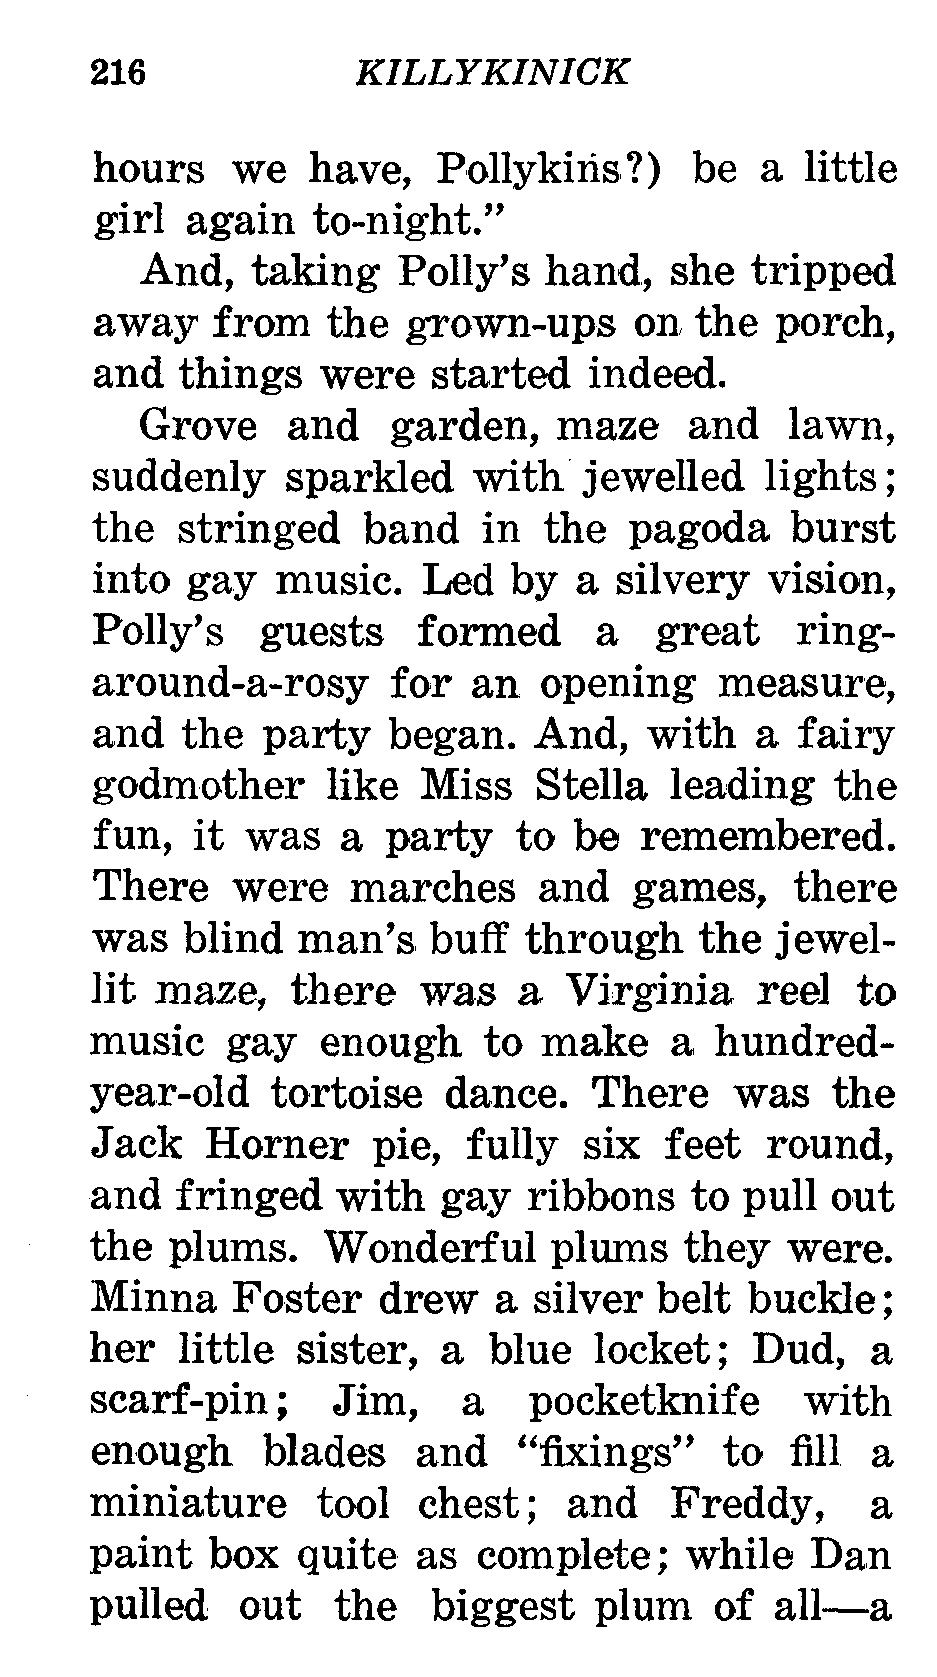 216 KILLYKINICK
hours we have, Pollykins?) be a little
girl again to-night."
And, taking Polly's hand, she tripped
away from the grown-ups on the porch,
and things were started indeed.
Grove and garden, maze and lawn,
suddenly sparkled with jewelled lights;
the stringed band in the pagoda burst
into gay music. Led by a silvery vision,
Polly's guests formed a great ring-
around-a-rosy for an opening measure,
and the party began. And, with a fairy
godmother like Miss Stella leading the
fun, it was a party to be remembered.
There were marches and games, there
was blind man's buff through the jewel-
lit maze, there was a Virginia reel to
music gay enough to make a hundred-
year-old tortoise dance. There was the
Jack Horner pie, fully six feet round,
and fringed with gay ribbons to pull out
the plums. Wonderful plums they were.
Minna Foster drew a silver belt buckle;
her little sister, a blue locket; Dud, a
scarf-pin; Jim, a pocketknife with
enough blades and "fixings" to fill a
miniature tool chest; and Freddy, a
paint box quite as complete; while Dan
pulled out the biggest plum of all—a